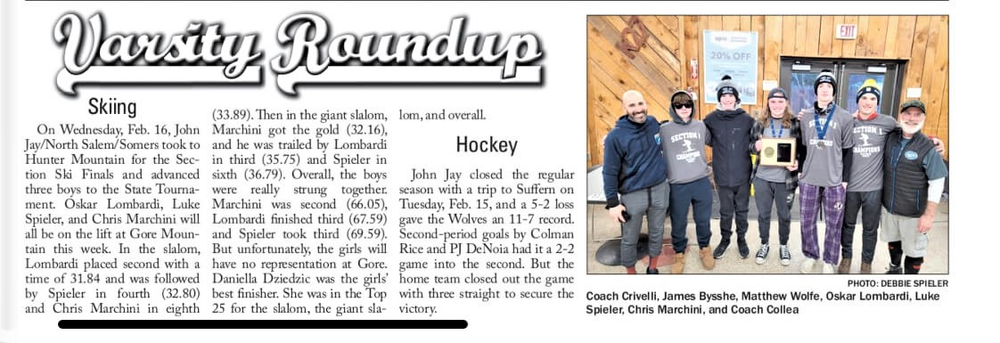 Varsity Roundup
Skiing
On Wednesday, Feb. 16, John
Jay/North Salem/Somers took to
Hunter Mountain for the Sec-
tion Ski Finals and advanced
three boys to the State Tourna-
ment. Oskar Lombardi, Luke
Spieler, and Chris Marchini will
all be on the lift at Gore Moun-
tain this week. In the slalom,
Lombardi placed second with a
time of 31.84 and was followed
by Spieler in fourth (32.80)
and Chris Marchini in eighth
(33.89). Then in the giant slalom,
Marchini got the gold (32.16),
and he was trailed by Lombardi
in third (35.75) and Spieler in
sixth (36.79). Overall, the boys
were really strung together.
Marchini was second (66.05),
Lombardi finished third (67.59)
and Spieler took third (69.59).
But unfortunately, the girls will
have no representation at Gore.
Daniella Dziedzic was the girls'
best finisher. She was in the Top
25 for the slalom, the giant sla-
lom, and overall.
Hockey
John Jay closed the regular
season with a trip to Suffern on
Tuesday, Feb. 15, and a 5-2 loss
gave the Wolves an 11-7 record.
Second-period goals by Colman
Rice and PJ DeNoia had it a 2-2
game into the second. But the
home team closed out the game
with three straight to secure the
victory.
EXIT
20% OFF
SECTION 1
CHAMPIONS
SECTION 1
CHAMPIONS
PHOTO: DEBBIE SPIELER
Coach Crivelli, James Bysshe, Matthew Wolfe, Oskar Lombardi, Luke
Spieler, Chris Marchini, and Coach Collea